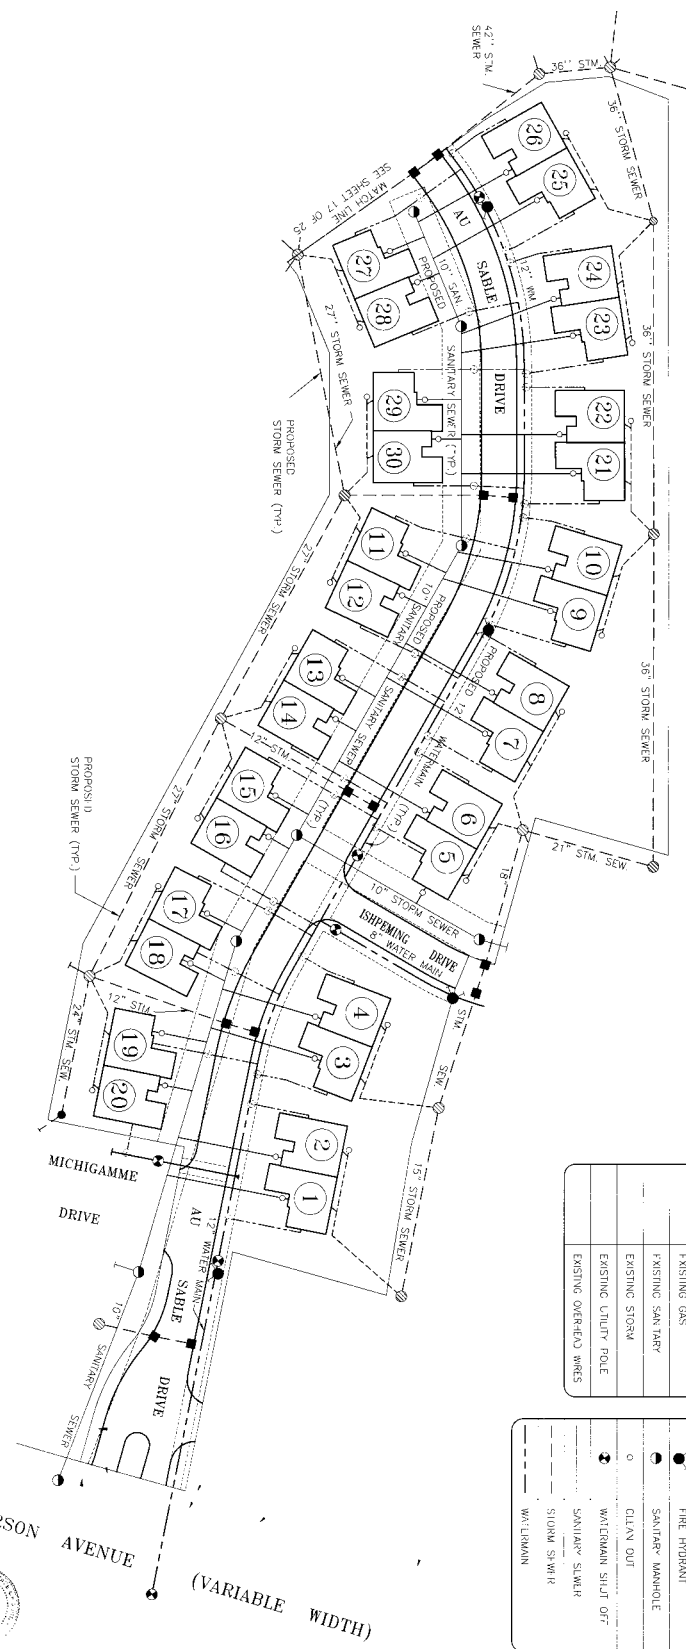 42'' STM.
SEWER
36'' STM.
36'' STORM SEWER
26
25
MATCH LINE
SEE SHEET 17 OF 25
AU
SABLE
DRIVE
12'' WM
24
23
36'' STORM SEWER
27
28
10'' SAN.
PROPOSED
SANITARY SEWER (TYP.)
27'' STORM SEWER
22
21
29
30
PROPOSED
STORM SEWER (TYP.)
10
9
11
12
PROPOSED
10'' SANITARY
SANITARY SEWER
(TYP.)
27'' STORM SEWER
36'' STORM SEWER
8
7
PROPOSED 12''
WATERMAIN
(TYP.)
13
14
12'' STM.
6
5
21'' STM. SEW.
18''
15
16
27'' STORM
SEWER
PROPOSED
STORM SEWER (TYP.)
10'' STORM SEWER
ISHPEMING DRIVE
8'' WATER MAIN
STM.
SEW.
17
18
12'' STM.
4
3
24'' STM. SEW.
19
20
2
1
15'' STORM SEWER
MICHIGAMME
DRIVE
AU
SABLE
DRIVE
12'' WATER MAIN
10''
SANITARY
SEWER
RSON AVENUE (VARIABLE WIDTH)
EXISTING GAS
EXISTING SANITARY
EXISTING STORM
EXISTING UTILITY POLE
EXISTING OVERHEAD WIRES
FIRE HYDRANT
SANITARY MANHOLE
CLEAN OUT
WATERMAIN SHUT OFF
SANITARY SEWER
STORM SEWER
WATERMAIN